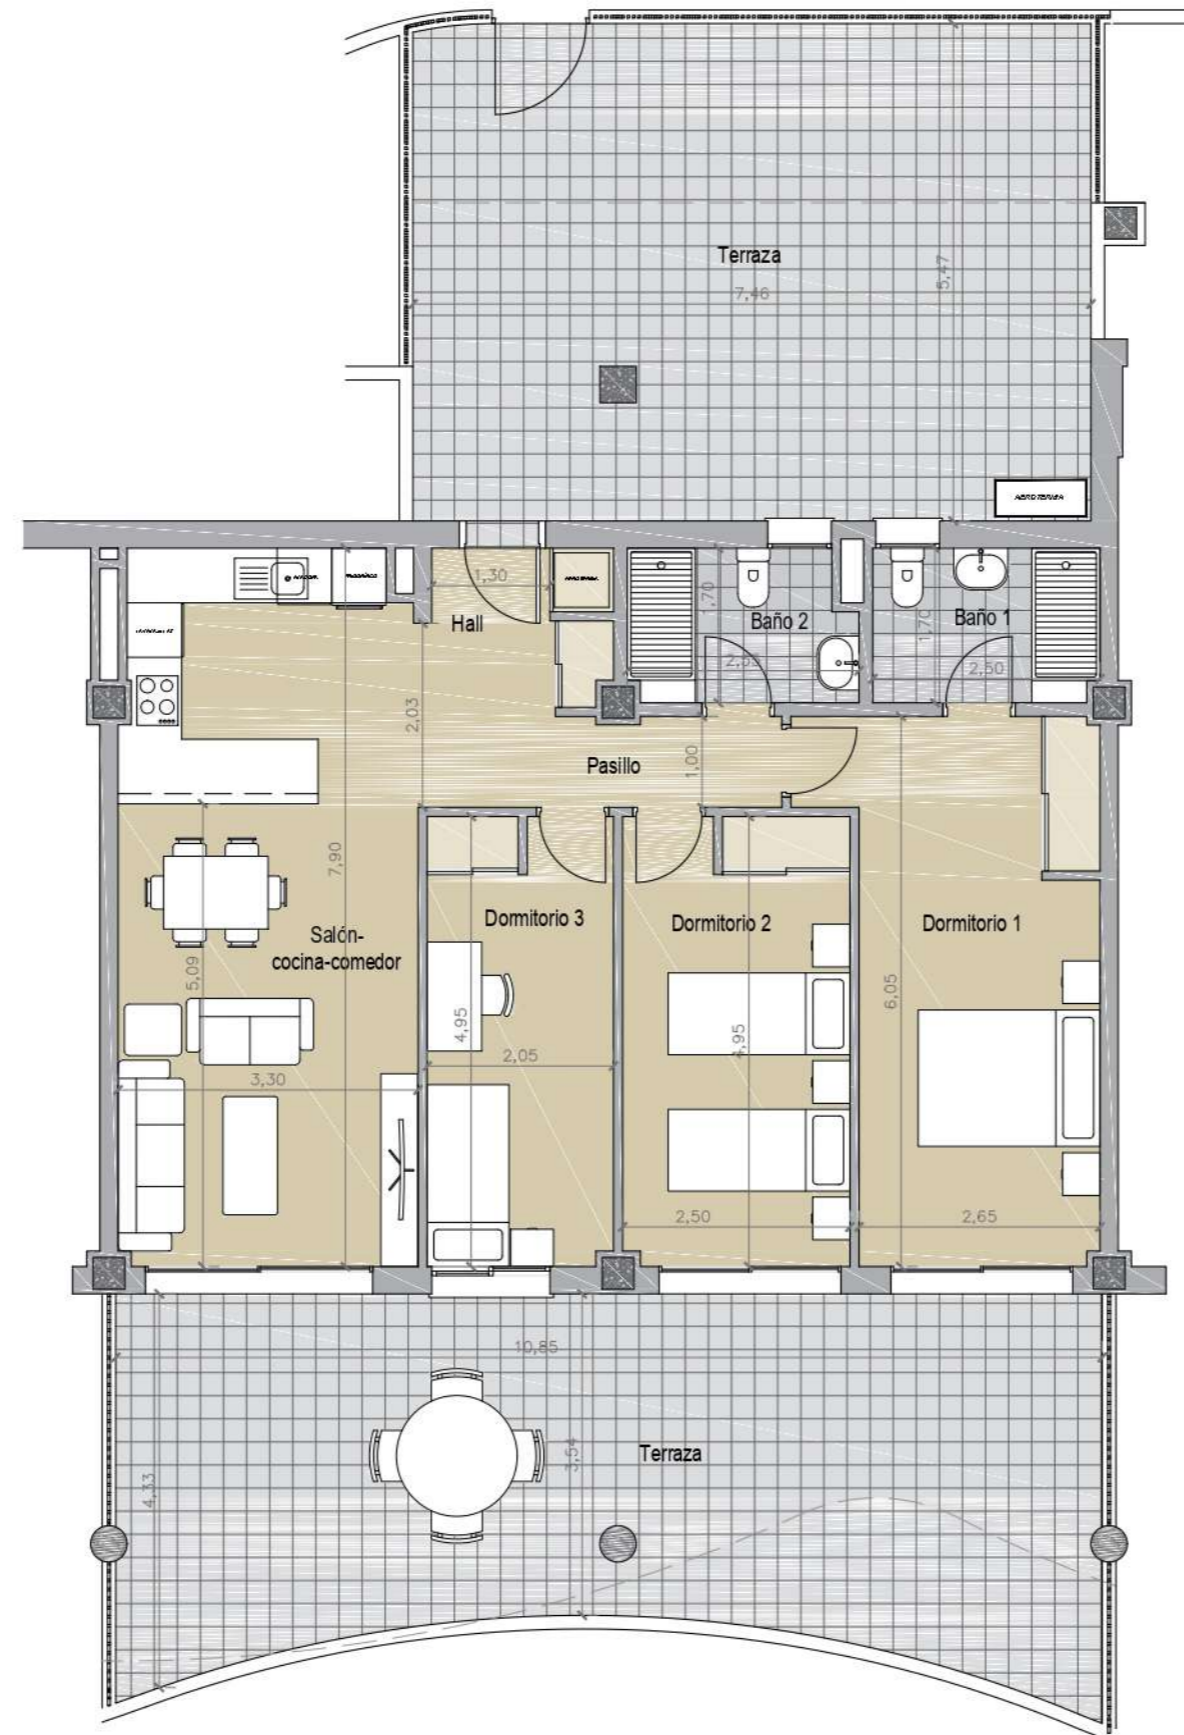 Terraza
7,46
5,47
AEROTERMIA
1,30
Hall
1,70
Baño 2
2,55
1,70
Baño 1
2,50
2,03
Pasillo
1,00
7,90
5,09
Salón-
cocina-comedor
Dormitorio 3
Dormitorio 2
Dormitorio 1
4,95
4,95
6,05
2,05
3,30
2,50
2,65
10,85
3,54
Terraza
4,33